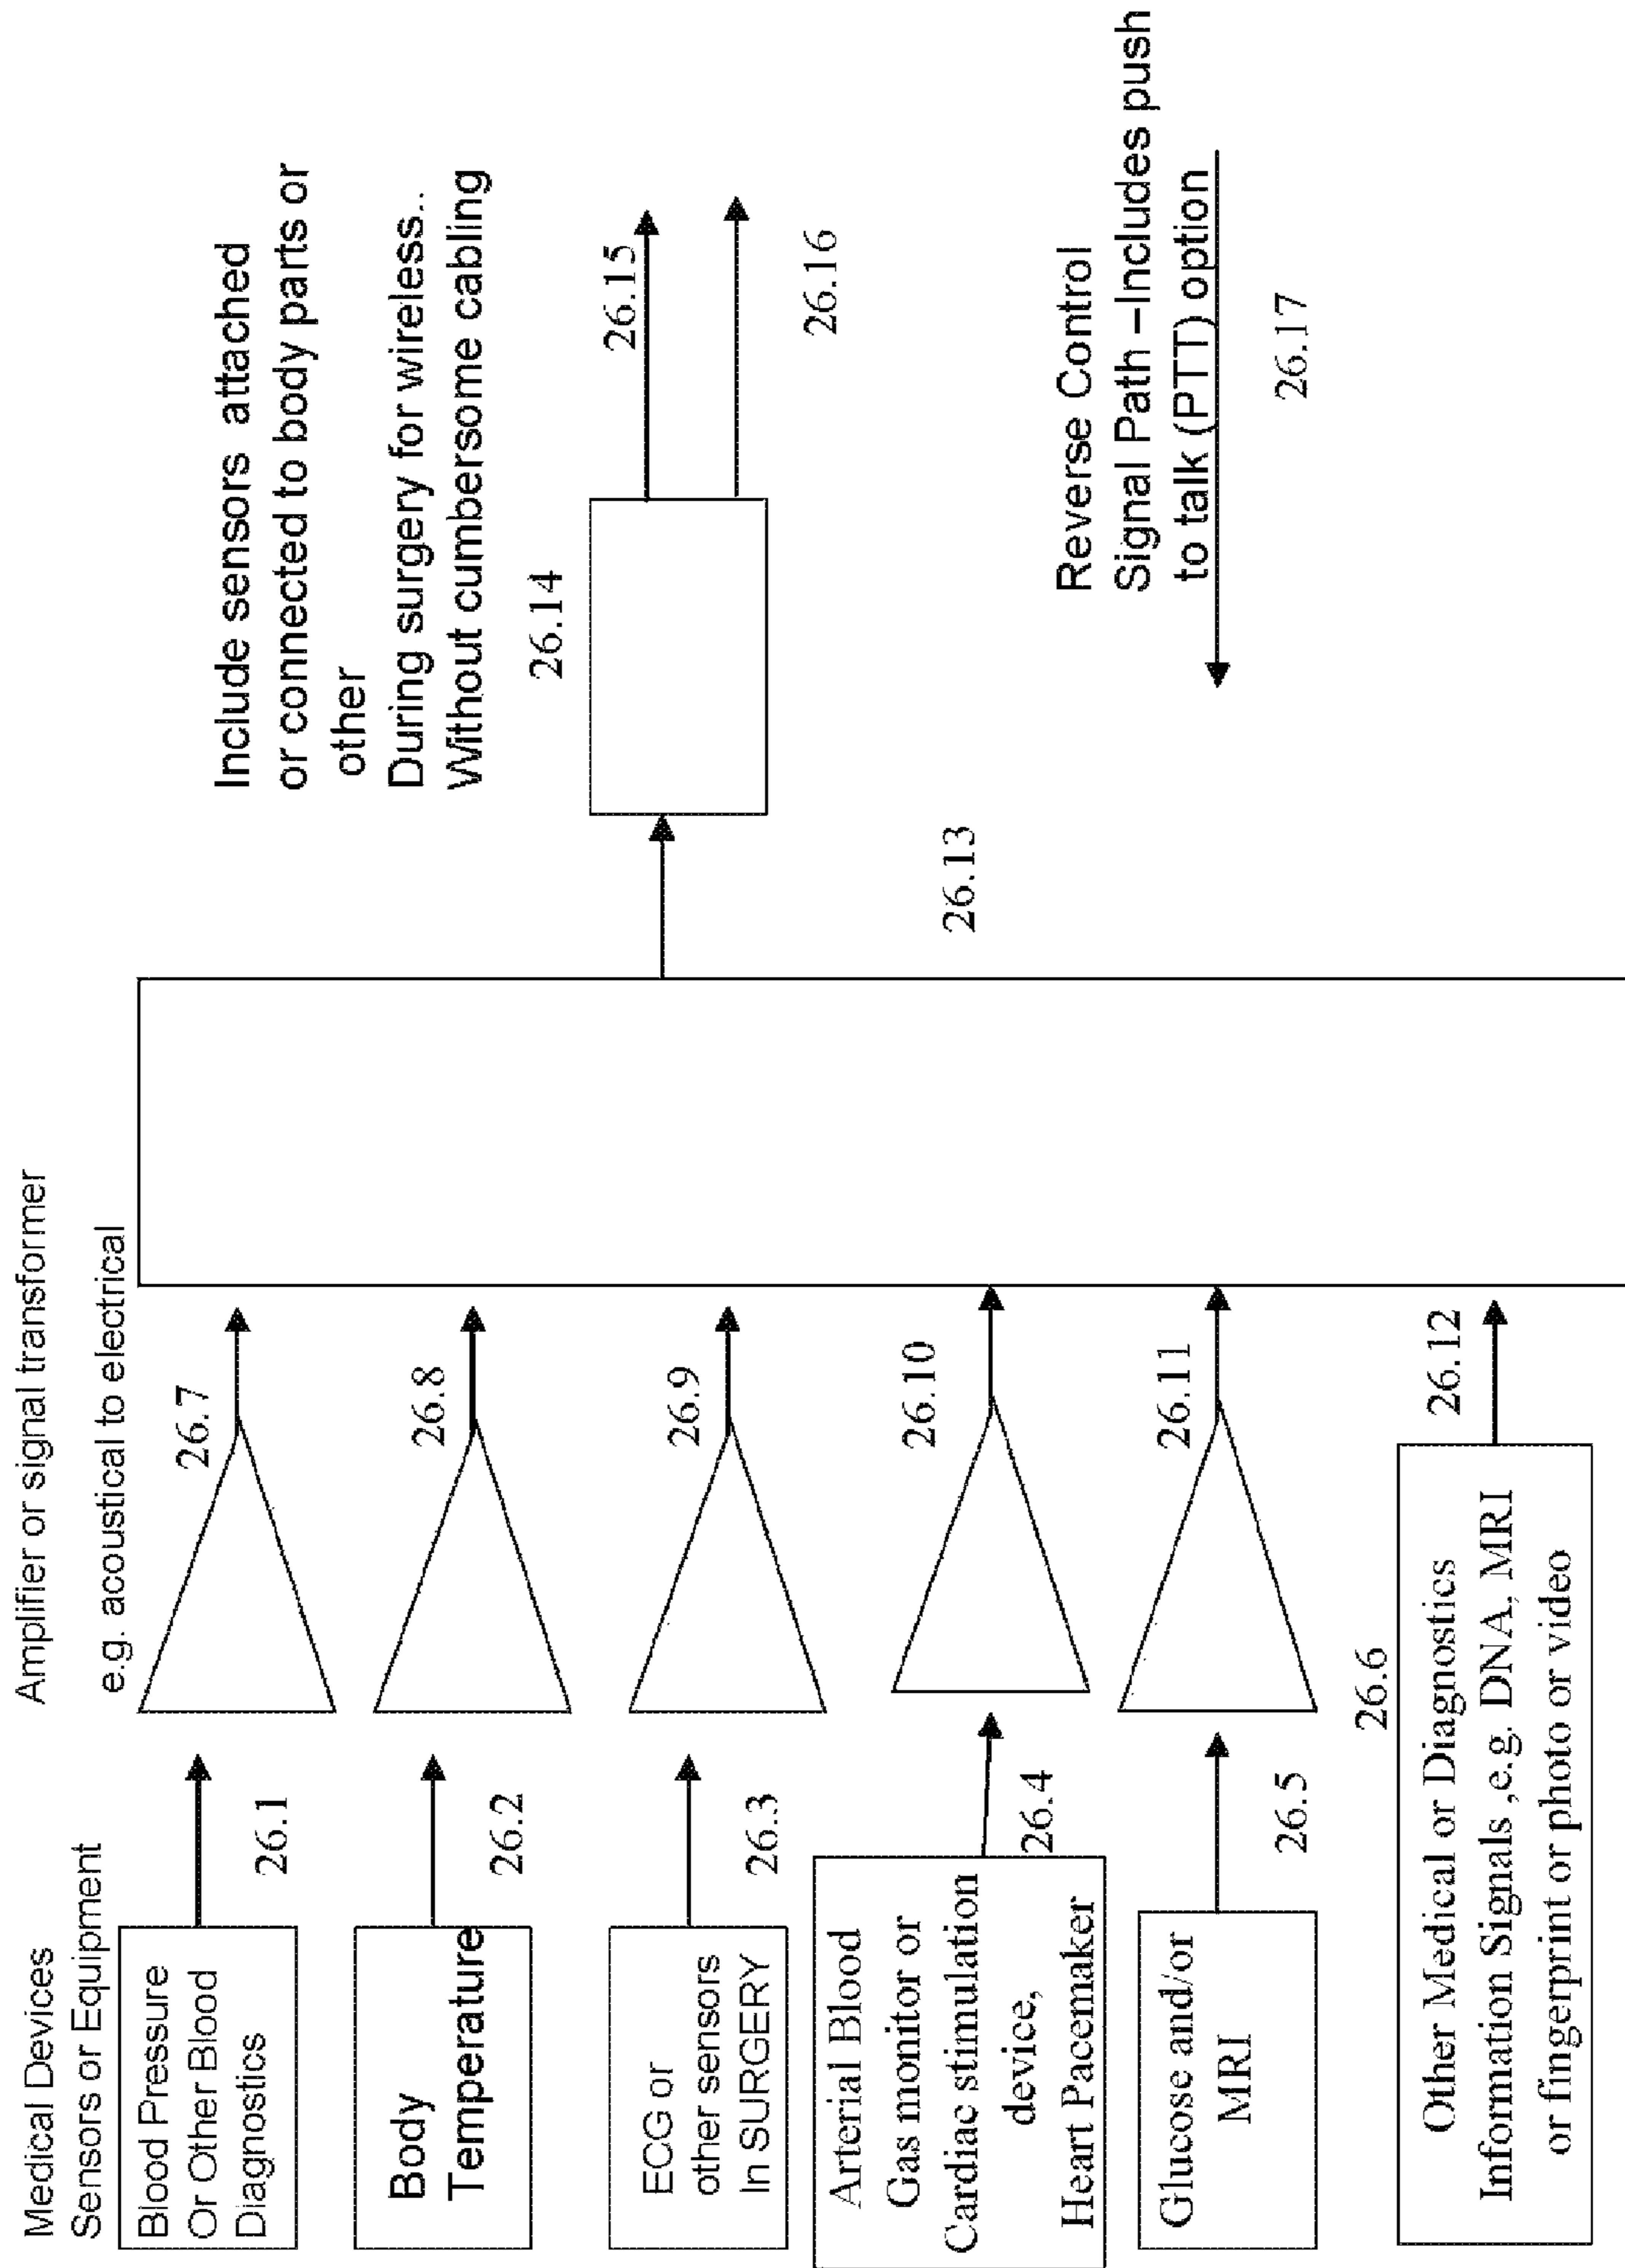 Medical Devices
Sensors or Equipment
Amplifier or signal transformer
e.g. acoustical to electrical
Blood Pressure
Or Other Blood
Diagnostics
26.1
26.7
Body
Temperature
26.2
26.8
ECG or
other sensors
In SURGERY
26.3
26.9
Arterial Blood
Gas monitor or
Cardiac stimulation
device,
Heart Pacemaker
26.4
26.10
Glucose and/or
MRI
26.5
26.11
26.6
Other Medical or Diagnostics
Information Signals ,e.g. DNA, MRI
or fingerprint or photo or video
26.12
26.13
Include sensors attached
or connected to body parts or
other
During surgery for wireless..
Without cumbersome cabling
26.14
26.15
26.16
Reverse Control
Signal Path –Includes push
to talk (PTT) option
26.17